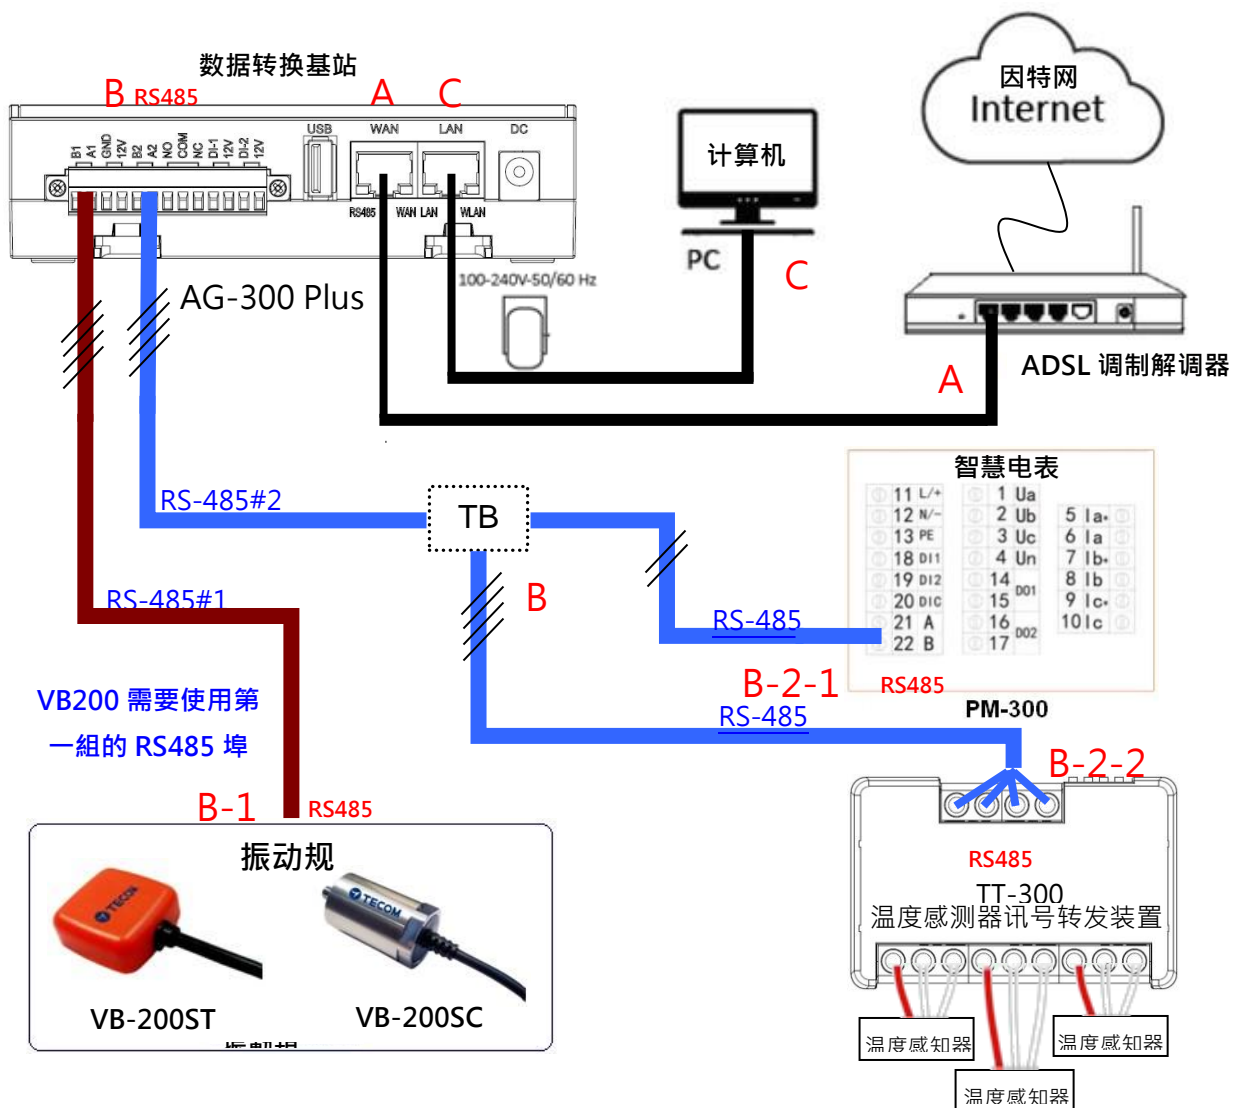 数据转换基站
B RS485
A
C
B1 A1 GND 12V B2 A2 NO COM NC DI-1 12V DI-2 12V
USB
WAN
LAN
DC
RS485
WAN LAN
WLAN
AG-300 Plus
100-240V-50/60 Hz
计算机
PC
C
因特网
Internet
A
ADSL 调制解调器
RS-485#2
TB
RS-485#1
B
RS-485
智慧电表
11 L/+
12 N/-
13 PE
18 DI1
19 DI2
20 DIC
21 A
22 B
1 Ua
2 Ub
3 Uc
4 Un
14
15
DO1
16
17
DO2
5 Ia*
6 Ia
7 Ib*
8 Ib
9 Ic*
10 Ic
B-2-1
RS485
PM-300
RS-485
VB200 需要使用第
一組的 RS485 埠
B-1
RS485
振动规
TECOM
TECOM
VB-200ST
VB-200SC
B-2-2
RS485
TT-300
温度感测器讯号转发装置
温度感知器
温度感知器
温度感知器